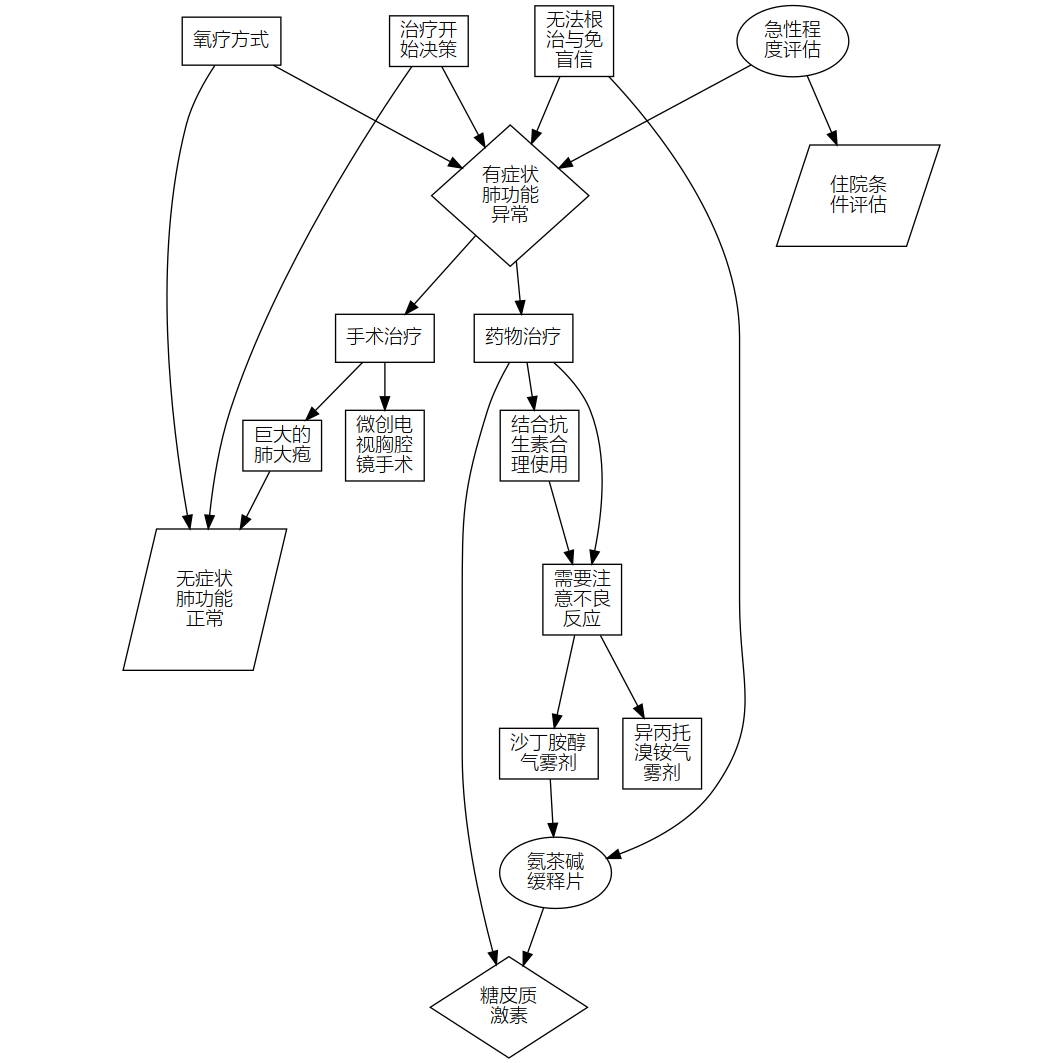 氧疗方式
治疗开
始决策
无法根
治与免
盲信
急性程
度评估
有症状
肺功能
异常
住院条
件评估
手术治疗
药物治疗
巨大的
肺大疱
微创电
视胸腔
镜手术
结合抗
生素合
理使用
无症状
肺功能
正常
需要注
意不良
反应
沙丁胺醇
气雾剂
异丙托
溴铵气
雾剂
氨茶碱
缓释片
糖皮质
激素